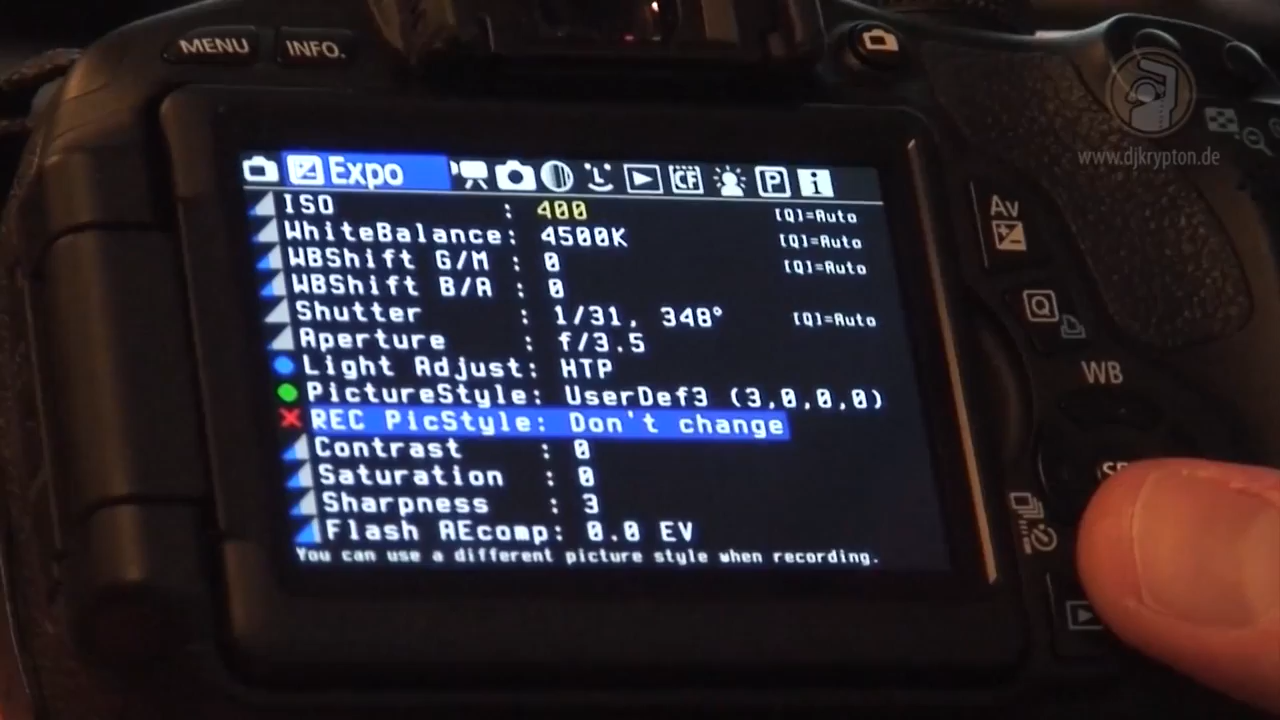 MENU INFO.
www.djkrypton.de
Expo CF P i
ISO : 400 [Q]=Auto
WhiteBalance: 4500K [Q]=Auto
WBShift G/M : 0 [Q]=Auto
WBShift B/A : 0
Shutter : 1/31, 348° [Q]=Auto
Aperture : f/3.5
Light Adjust: HTP
PictureStyle: UserDef3 (3,0,0,0)
REC PicStyle: Don't change
Contrast : 0
Saturation : 0
Sharpness : 3
Flash AEcomp: 0.0 EV
You can use a different picture style when recording.
Av
Q
WB